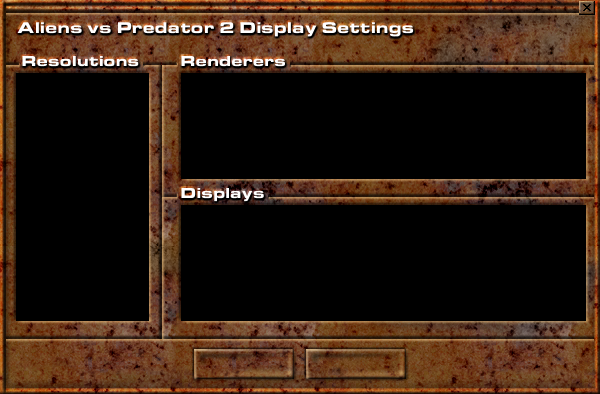 Aliens vs Predator 2 Display Settings
Resolutions
Renderers
Displays